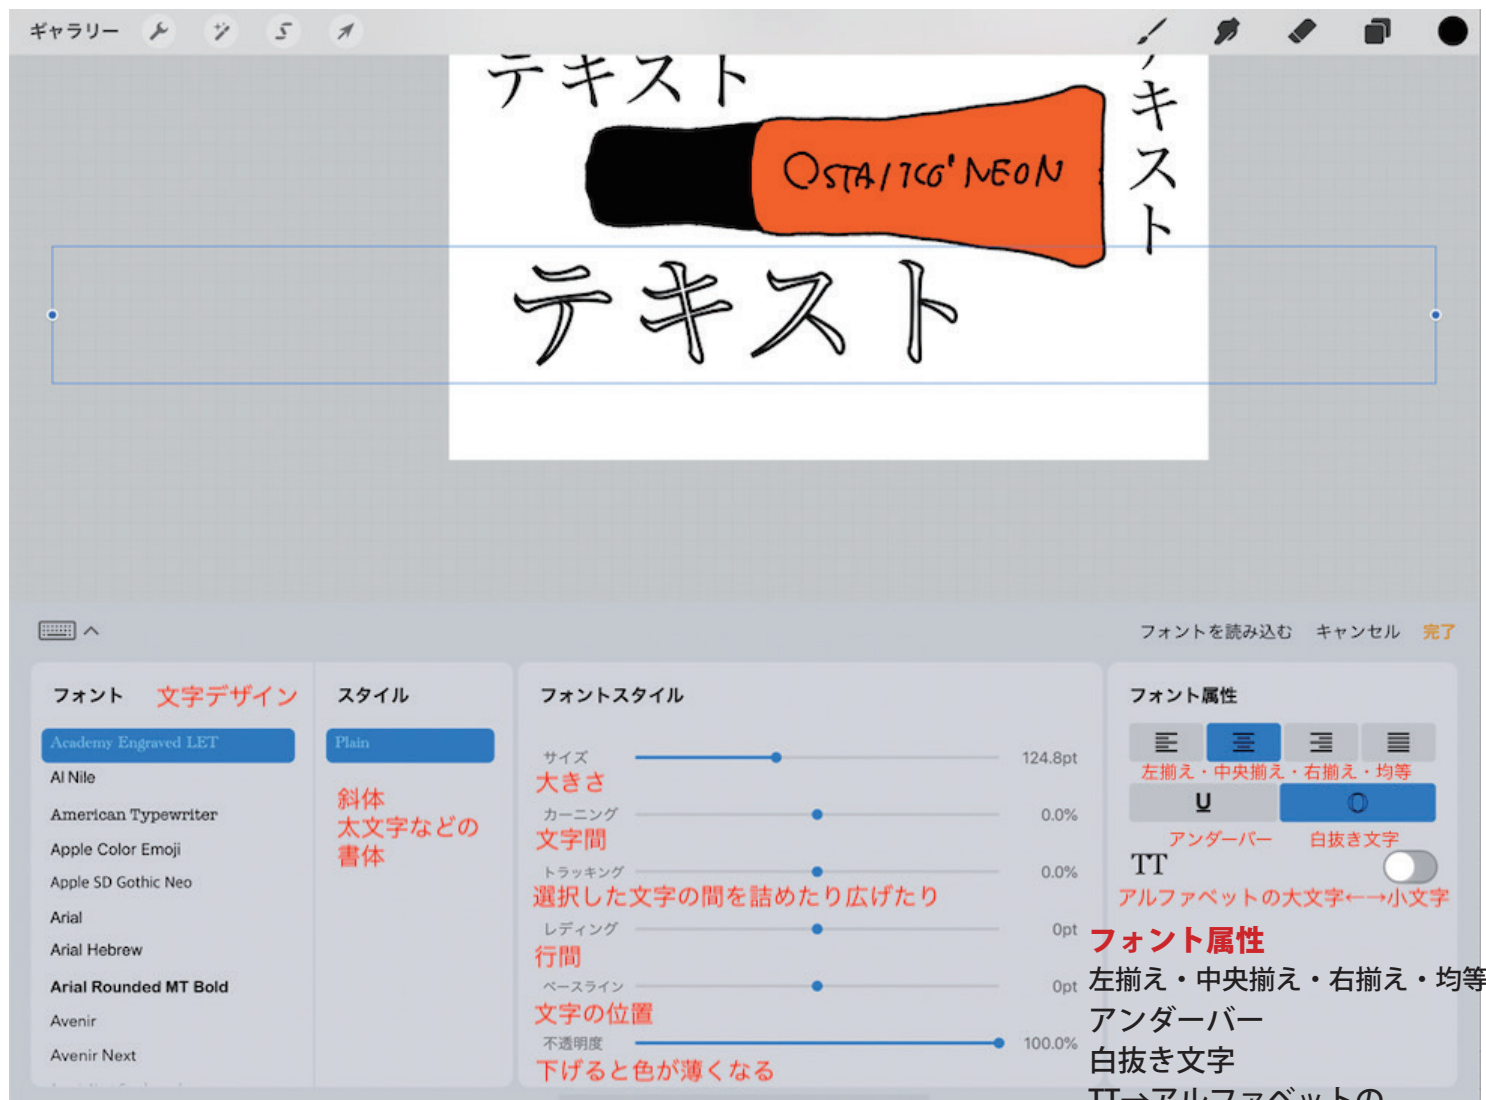 ギャラリー
テキスト
テキスト
NEON
テキスト
フォントを読み込む キャンセル 完了
フォント 文字デザイン
Academy Engraved LET
Al Nile
American Typewriter
Apple Color Emoji
Apple SD Gothic Neo
Arial
Arial Hebrew
Arial Rounded MT Bold
Avenir
Avenir Next
スタイル
Plain
斜体
太文字などの
書体
フォントスタイル
サイズ 124.8pt
大きさ
カーニング 0.0%
文字間
トラッキング 0.0%
選択した文字の間を詰めたり広げたり
レディング 0pt
行間
ベースライン 0pt
文字の位置
不透明度 100.0%
下げると色が薄くなる
フォント属性
左揃え・中央揃え・右揃え・均等
U O
アンダーバー 白抜き文字
TT
アルファベットの大文字←→小文字
フォント属性
左揃え・中央揃え・右揃え・均等
アンダーバー
白抜き文字
TT→アルファベットの